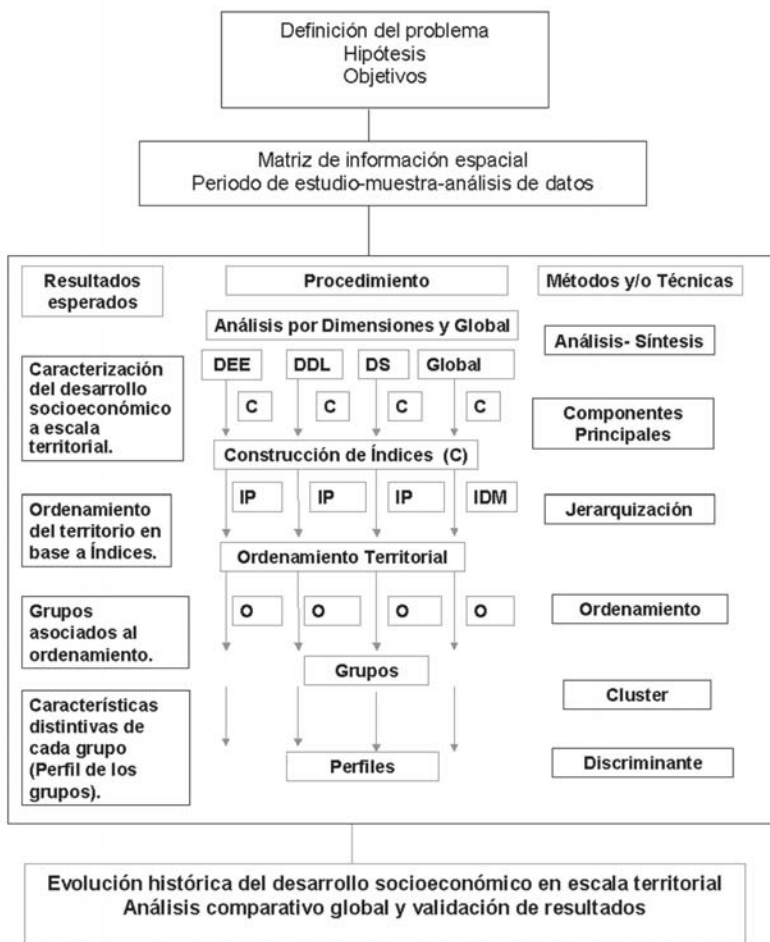 Definición del problema
Hipótesis
Objetivos
Matriz de información espacial
Periodo de estudio-muestra-análisis de datos
Resultados
esperados
Procedimiento
Métodos y/o Técnicas
Análisis por Dimensiones y Global
Análisis- Síntesis
Caracterización
del desarrollo
socioeconómico
a escala
territorial.
DEE DDL DS Global
C C C C
Componentes
Principales
Construcción de Índices (C)
IP IP IP IDM
Ordenamiento
del territorio en
base a Índices.
Jerarquización
Ordenamiento Territorial
O O O O
Grupos
asociados al
ordenamiento.
Ordenamiento
Grupos
Características
distintivas de
cada grupo
(Perfil de los
grupos).
Cluster
Perfiles
Discriminante
Evolución histórica del desarrollo socioeconómico en escala territorial
Análisis comparativo global y validación de resultados